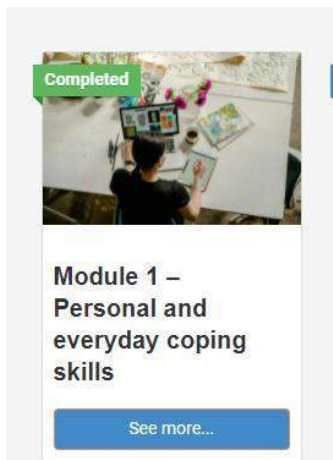 Completed
Module 1 –
Personal and
everyday coping
skills
See more...